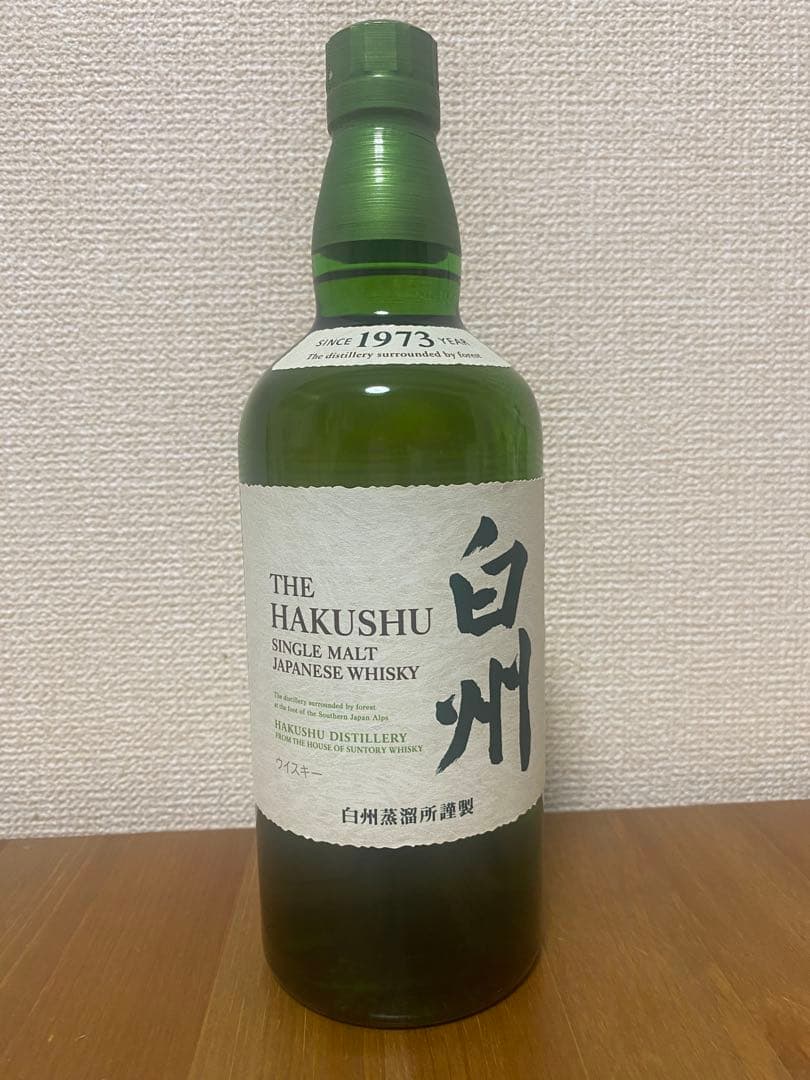 SINCE 1973 YEAR
The distillery surrounded by forest
THE
HAKUSHU
SINGLE MALT
JAPANESE WHISKY
白州
The distillery surrounded by forest
at the foot of the Southern Japan Alps
HAKUSHU DISTILLERY
FROM THE HOUSE OF SUNTORY WHISKY
ウイスキー
白州蒸溜所謹製